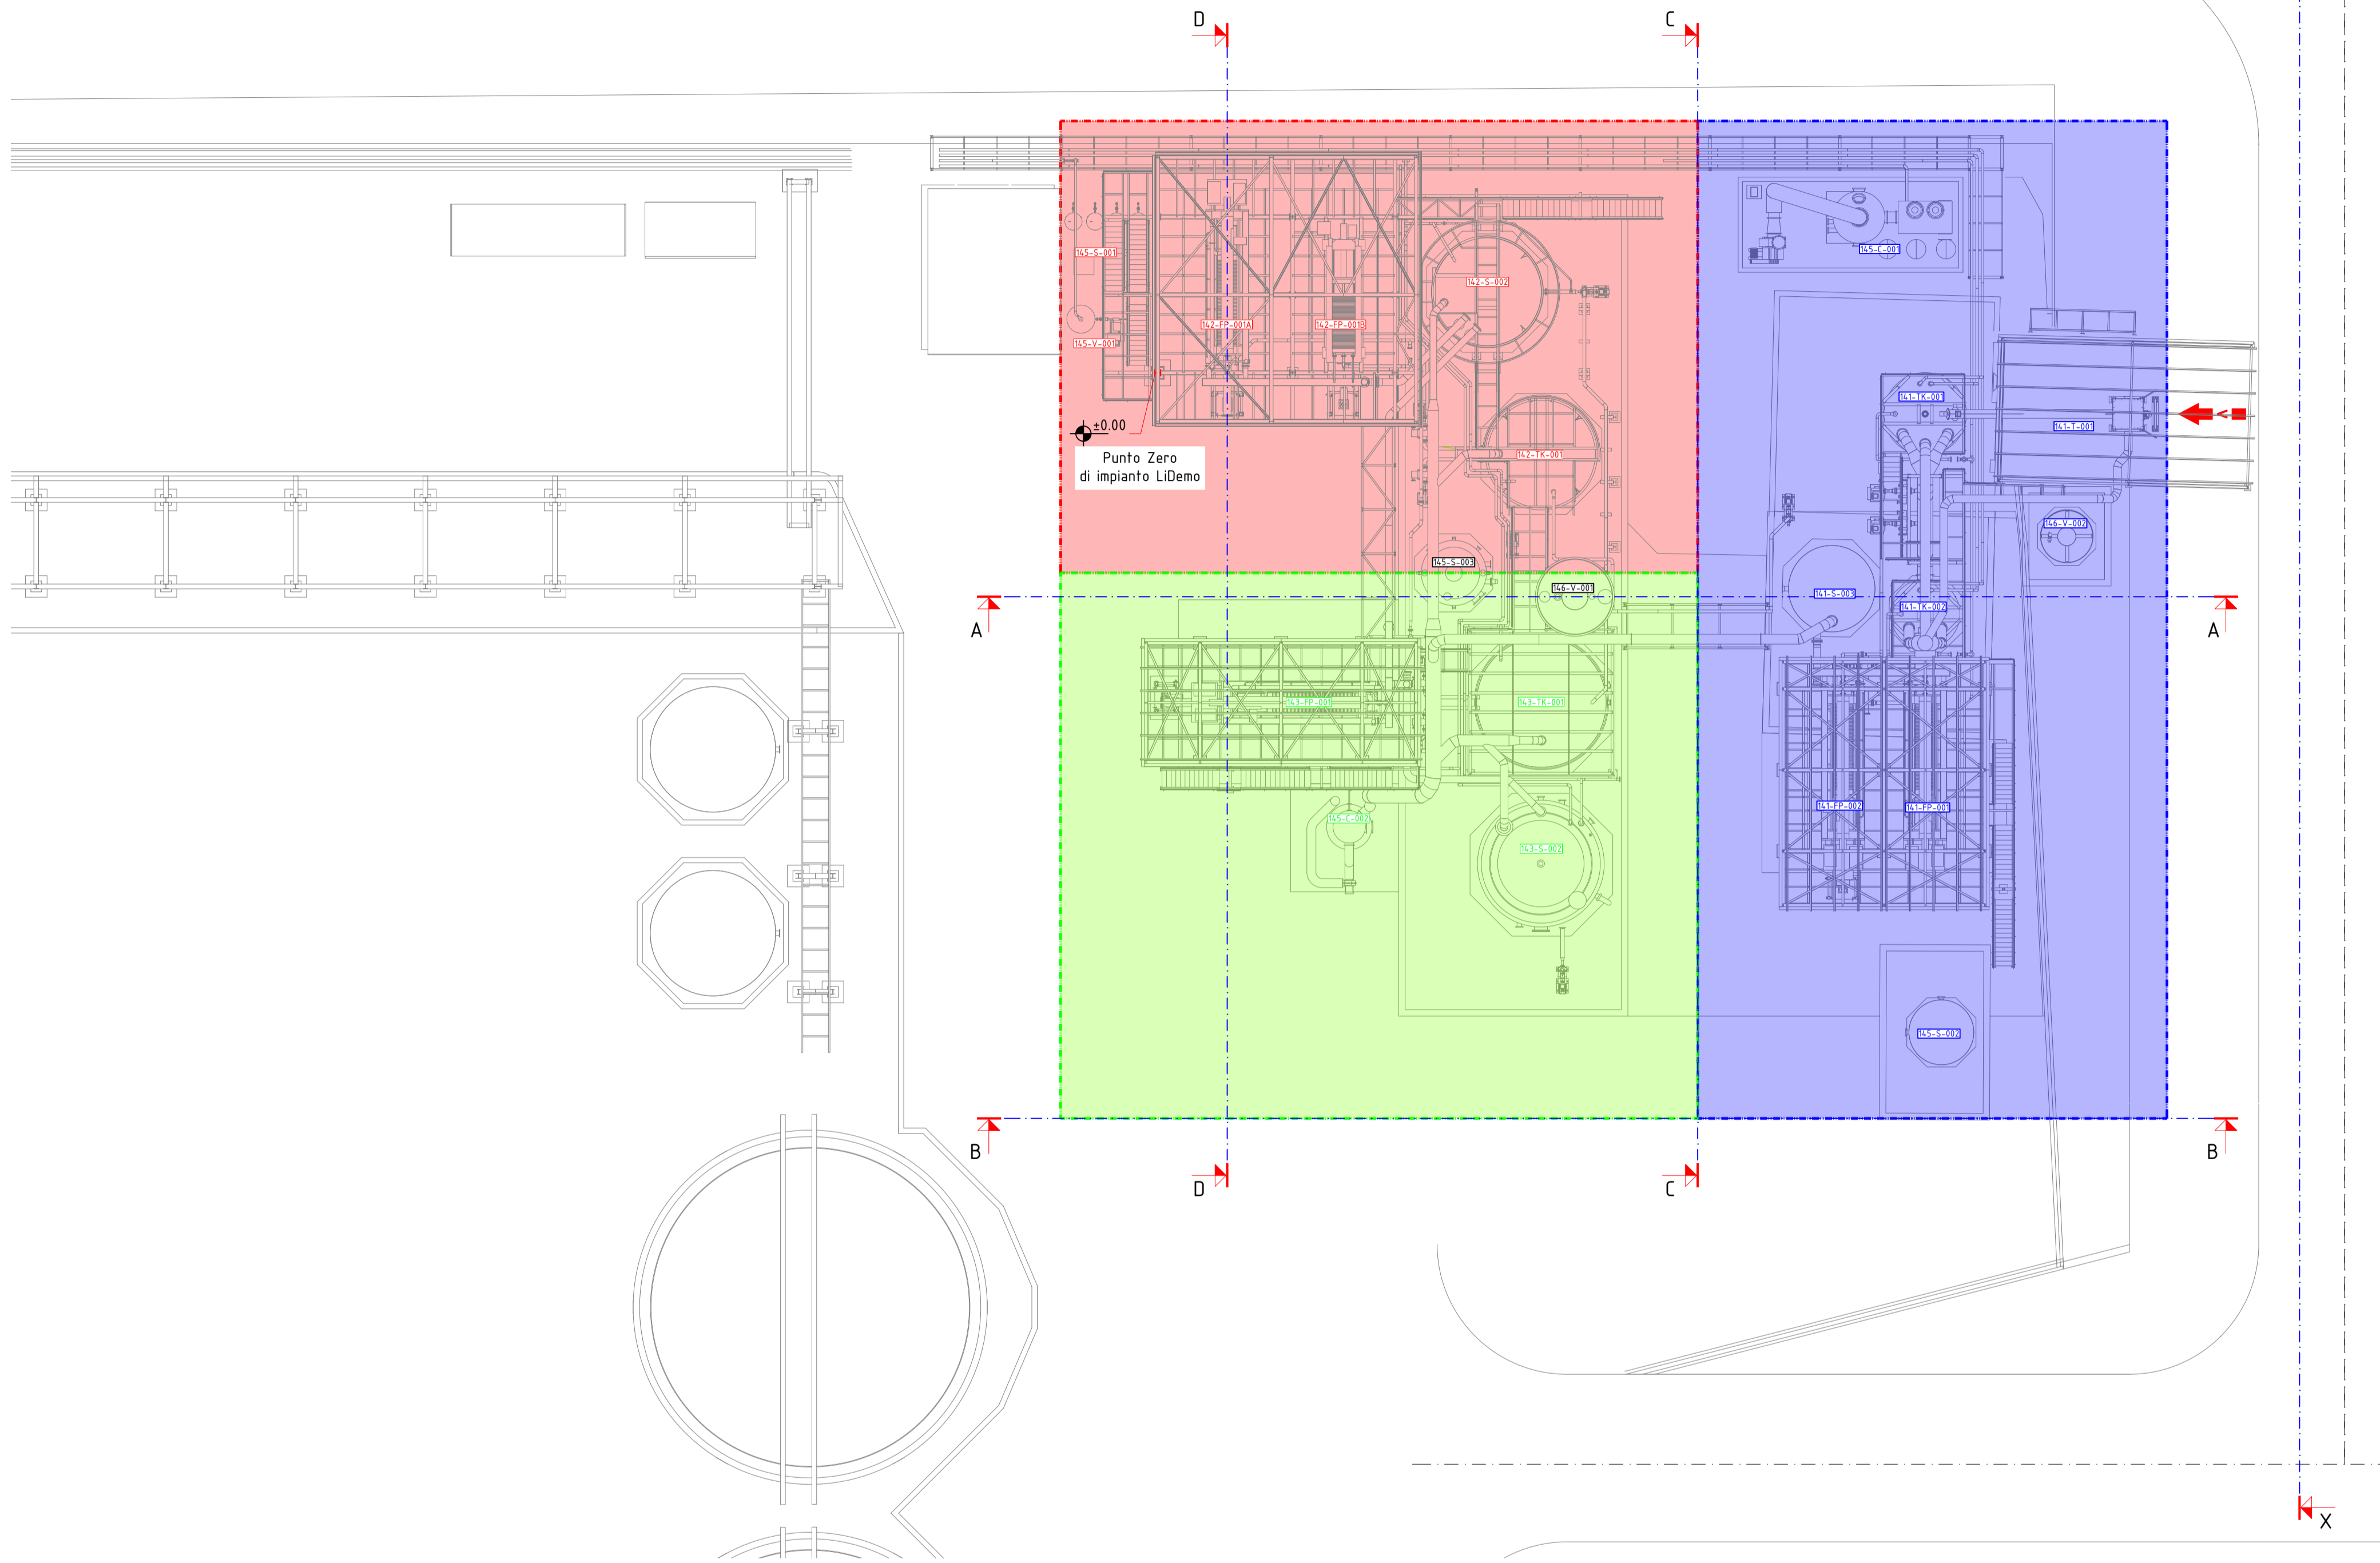 D
C
145-S-001
142-S-002
145-C-001
142-FP-001A
142-FP-001B
145-V-001
141-TK-001
141-T-001
±0.00
Punto Zero
di impianto LiDemo
142-TK-001
146-V-002
145-S-003
146-V-001
141-S-003
141-TK-002
A
A
143-FP-001
143-TK-001
141-FP-002
141-FP-001
145-C-002
143-S-002
145-S-002
B
B
D
C
X